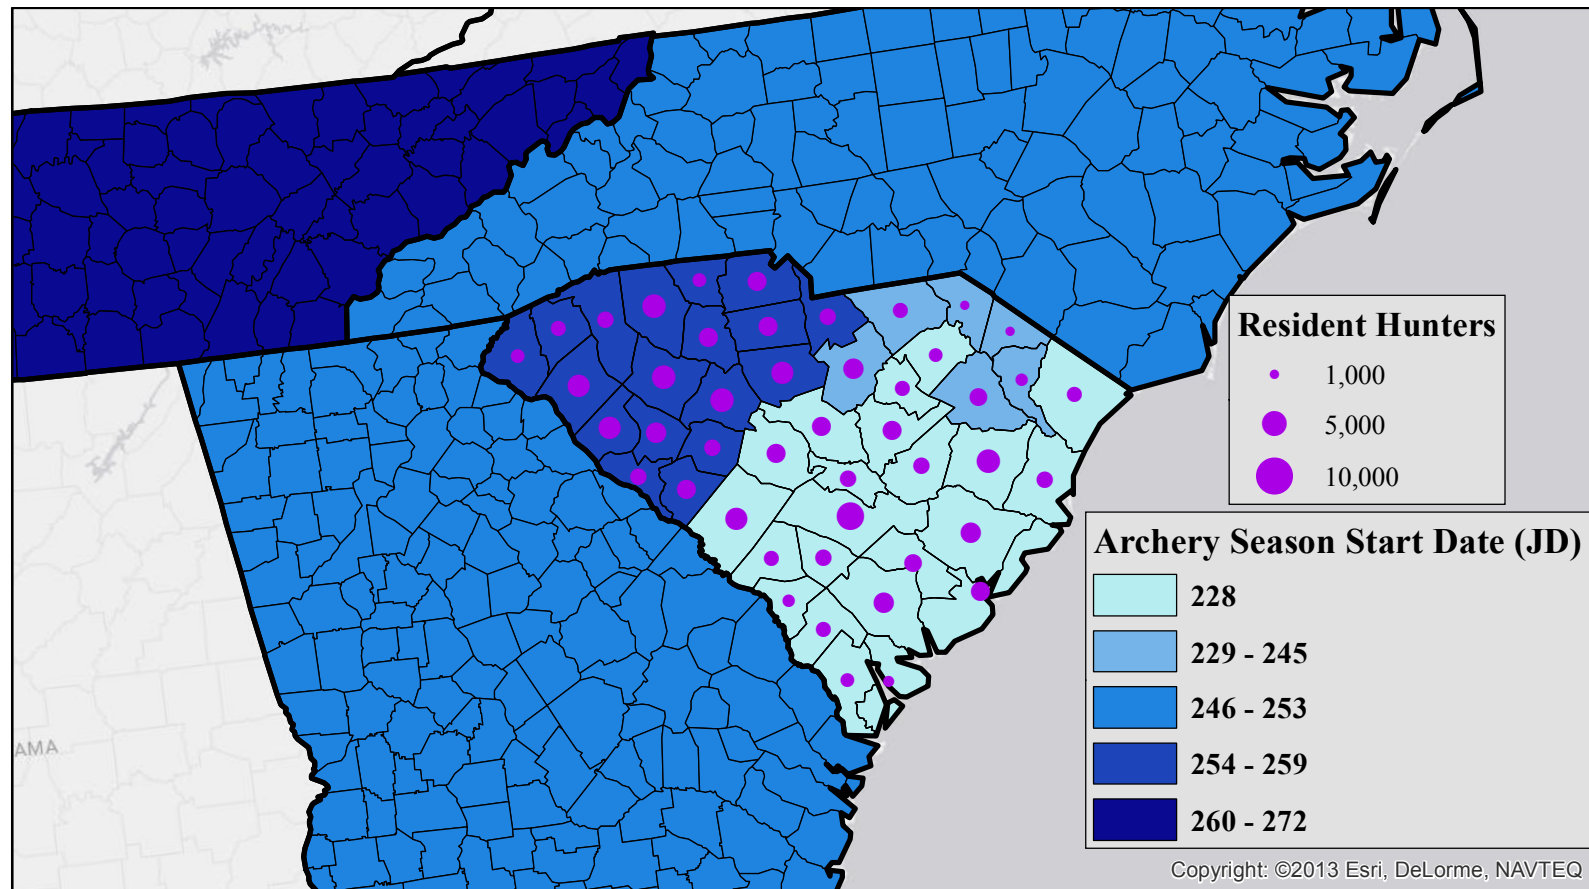 Resident Hunters
1,000
5,000
10,000
Archery Season Start Date (JD)
228
229 - 245
246 - 253
254 - 259
260 - 272
AMA
Copyright: ©2013 Esri, DeLorme, NAVTEQ